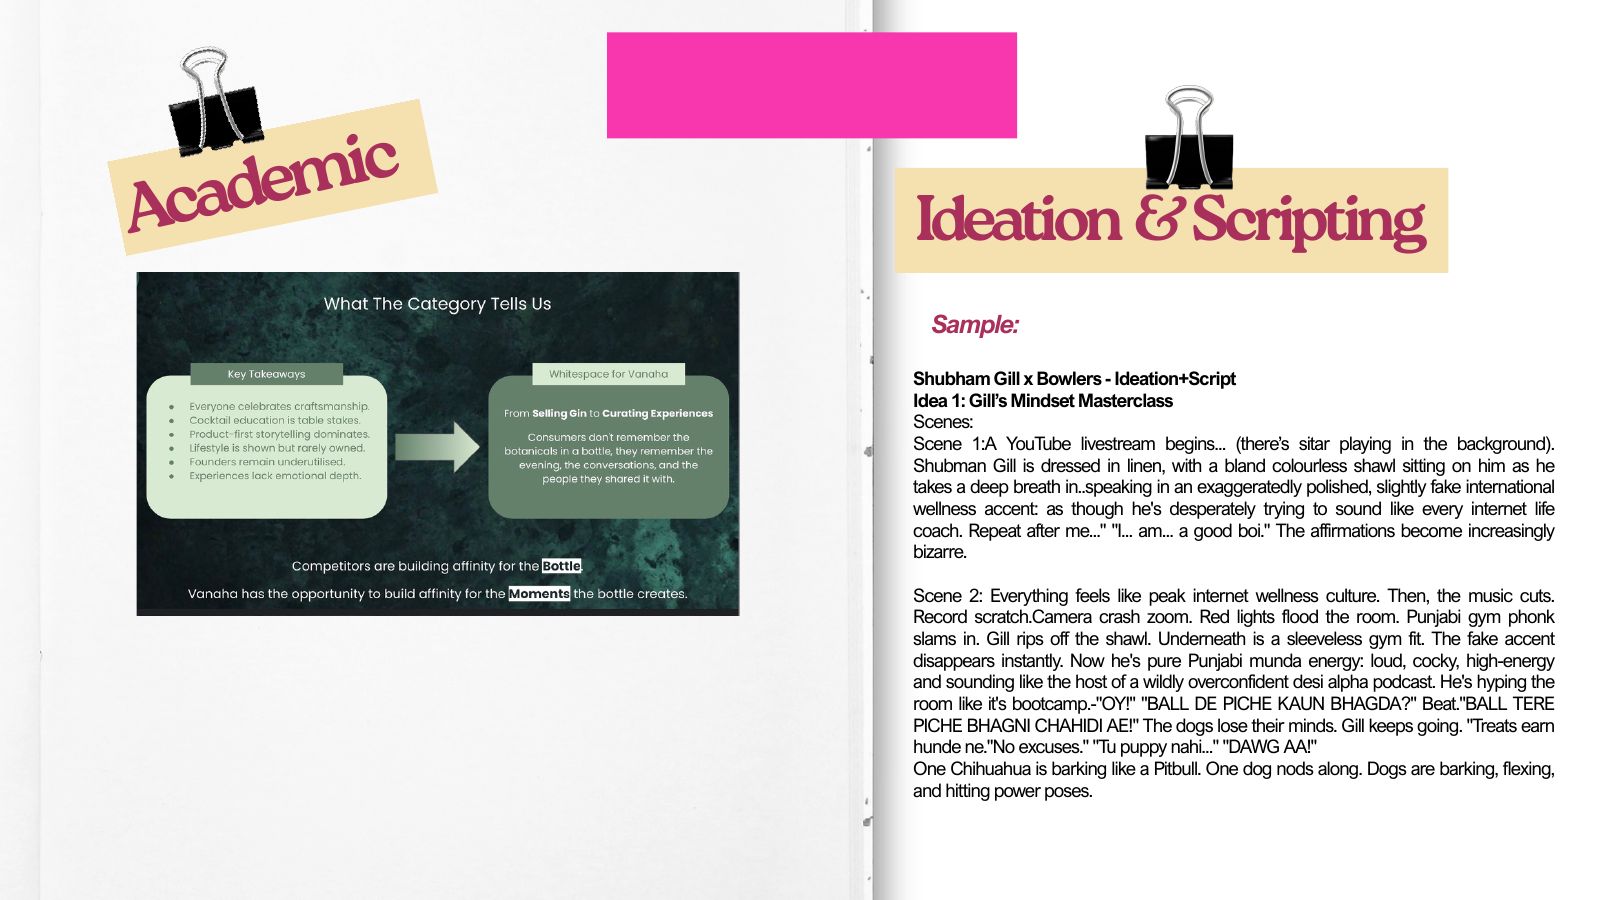 Academic
What The Category Tells Us
Key Takeaways
• Everyone celebrates craftsmanship.
• Cocktail education is table stakes.
• Product-first storytelling dominates.
• Lifestyle is shown but rarely owned.
• Founders remain underutilised.
• Experiences lack emotional depth.
Whitespace for Vanaha
From Selling Gin to Curating Experiences
Consumers don't remember the
botanicals in a bottle, they remember the
evening, the conversations, and the
people they shared it with.
Competitors are building affinity for the Bottle.
Vanaha has the opportunity to build affinity for the Moments the bottle creates.
Ideation & Scripting
Sample:
Shubham Gill x Bowlers - Ideation+Script
Idea 1: Gill's Mindset Masterclass
Scenes:
Scene 1:A YouTube livestream begins... (there's sitar playing in the background).
Shubman Gill is dressed in linen, with a bland colourless shawl sitting on him as he
takes a deep breath in..speaking in an exaggeratedly polished, slightly fake international
wellness accent: as though he's desperately trying to sound like every internet life
coach. Repeat after me..." "I... am... a good boi." The affirmations become increasingly
bizarre.
Scene 2: Everything feels like peak internet wellness culture. Then, the music cuts.
Record scratch.Camera crash zoom. Red lights flood the room. Punjabi gym phonk
slams in. Gill rips off the shawl. Underneath is a sleeveless gym fit. The fake accent
disappears instantly. Now he's pure Punjabi munda energy: loud, cocky, high-energy
and sounding like the host of a wildly overconfident desi alpha podcast. He's hyping the
room like it's bootcamp.-"OY!" "BALL DE PICHE KAUN BHAGDA?" Beat."BALL TERE
PICHE BHAGNI CHAHIDI AE!" The dogs lose their minds. Gill keeps going. "Treats earn
hunde ne."No excuses." "Tu puppy nahi..." "DAWG AA!"
One Chihuahua is barking like a Pitbull. One dog nods along. Dogs are barking, flexing,
and hitting power poses.